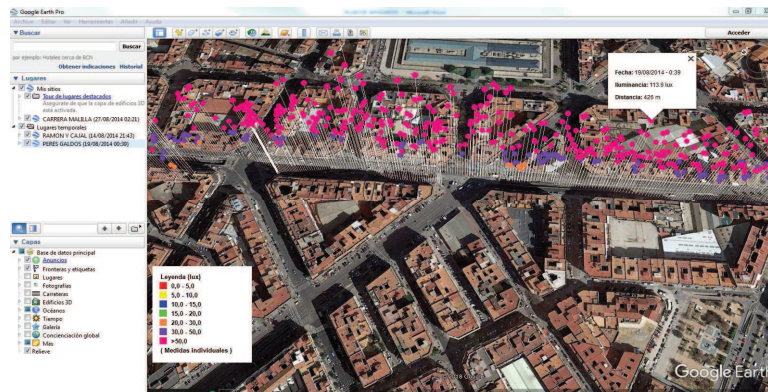 Google Earth Pro
Archivo Editar Ver Herramientas Añadir Ayuda
Buscar
Buscar
por ejemplo: Hoteles cerca de BCN
Obtener indicaciones Historial
Lugares
Mis sitios
Tour de lugares destacados
Asegúrate de que la capa de edificios 3D
esté activada.
CARRERA MALILLA (27/08/2014 02:21)
Lugares temporales
RAMON Y CAJAL (14/08/2014 21:43)
PERES GALDOS (19/08/2014 00:39)
Capas
Base de datos principal
Anuncios
Fronteras y etiquetas
Lugares
Fotografías
Carreteras
Edificios 3D
Océanos
Tiempo
Galería
Concienciación global
Más
Relieve
Acceder
Fecha: 19/08/2014 - 0:39
Iluminancia: 113.6 lux
Distancia: 426 m
Leyenda (lux)
0,0 - 5,0
5,0 - 10,0
10,0 - 15,0
15,0 - 20,0
20,0 - 30,0
30,0 - 50,0
>50,0
( Medidas individuales )
Google Earth